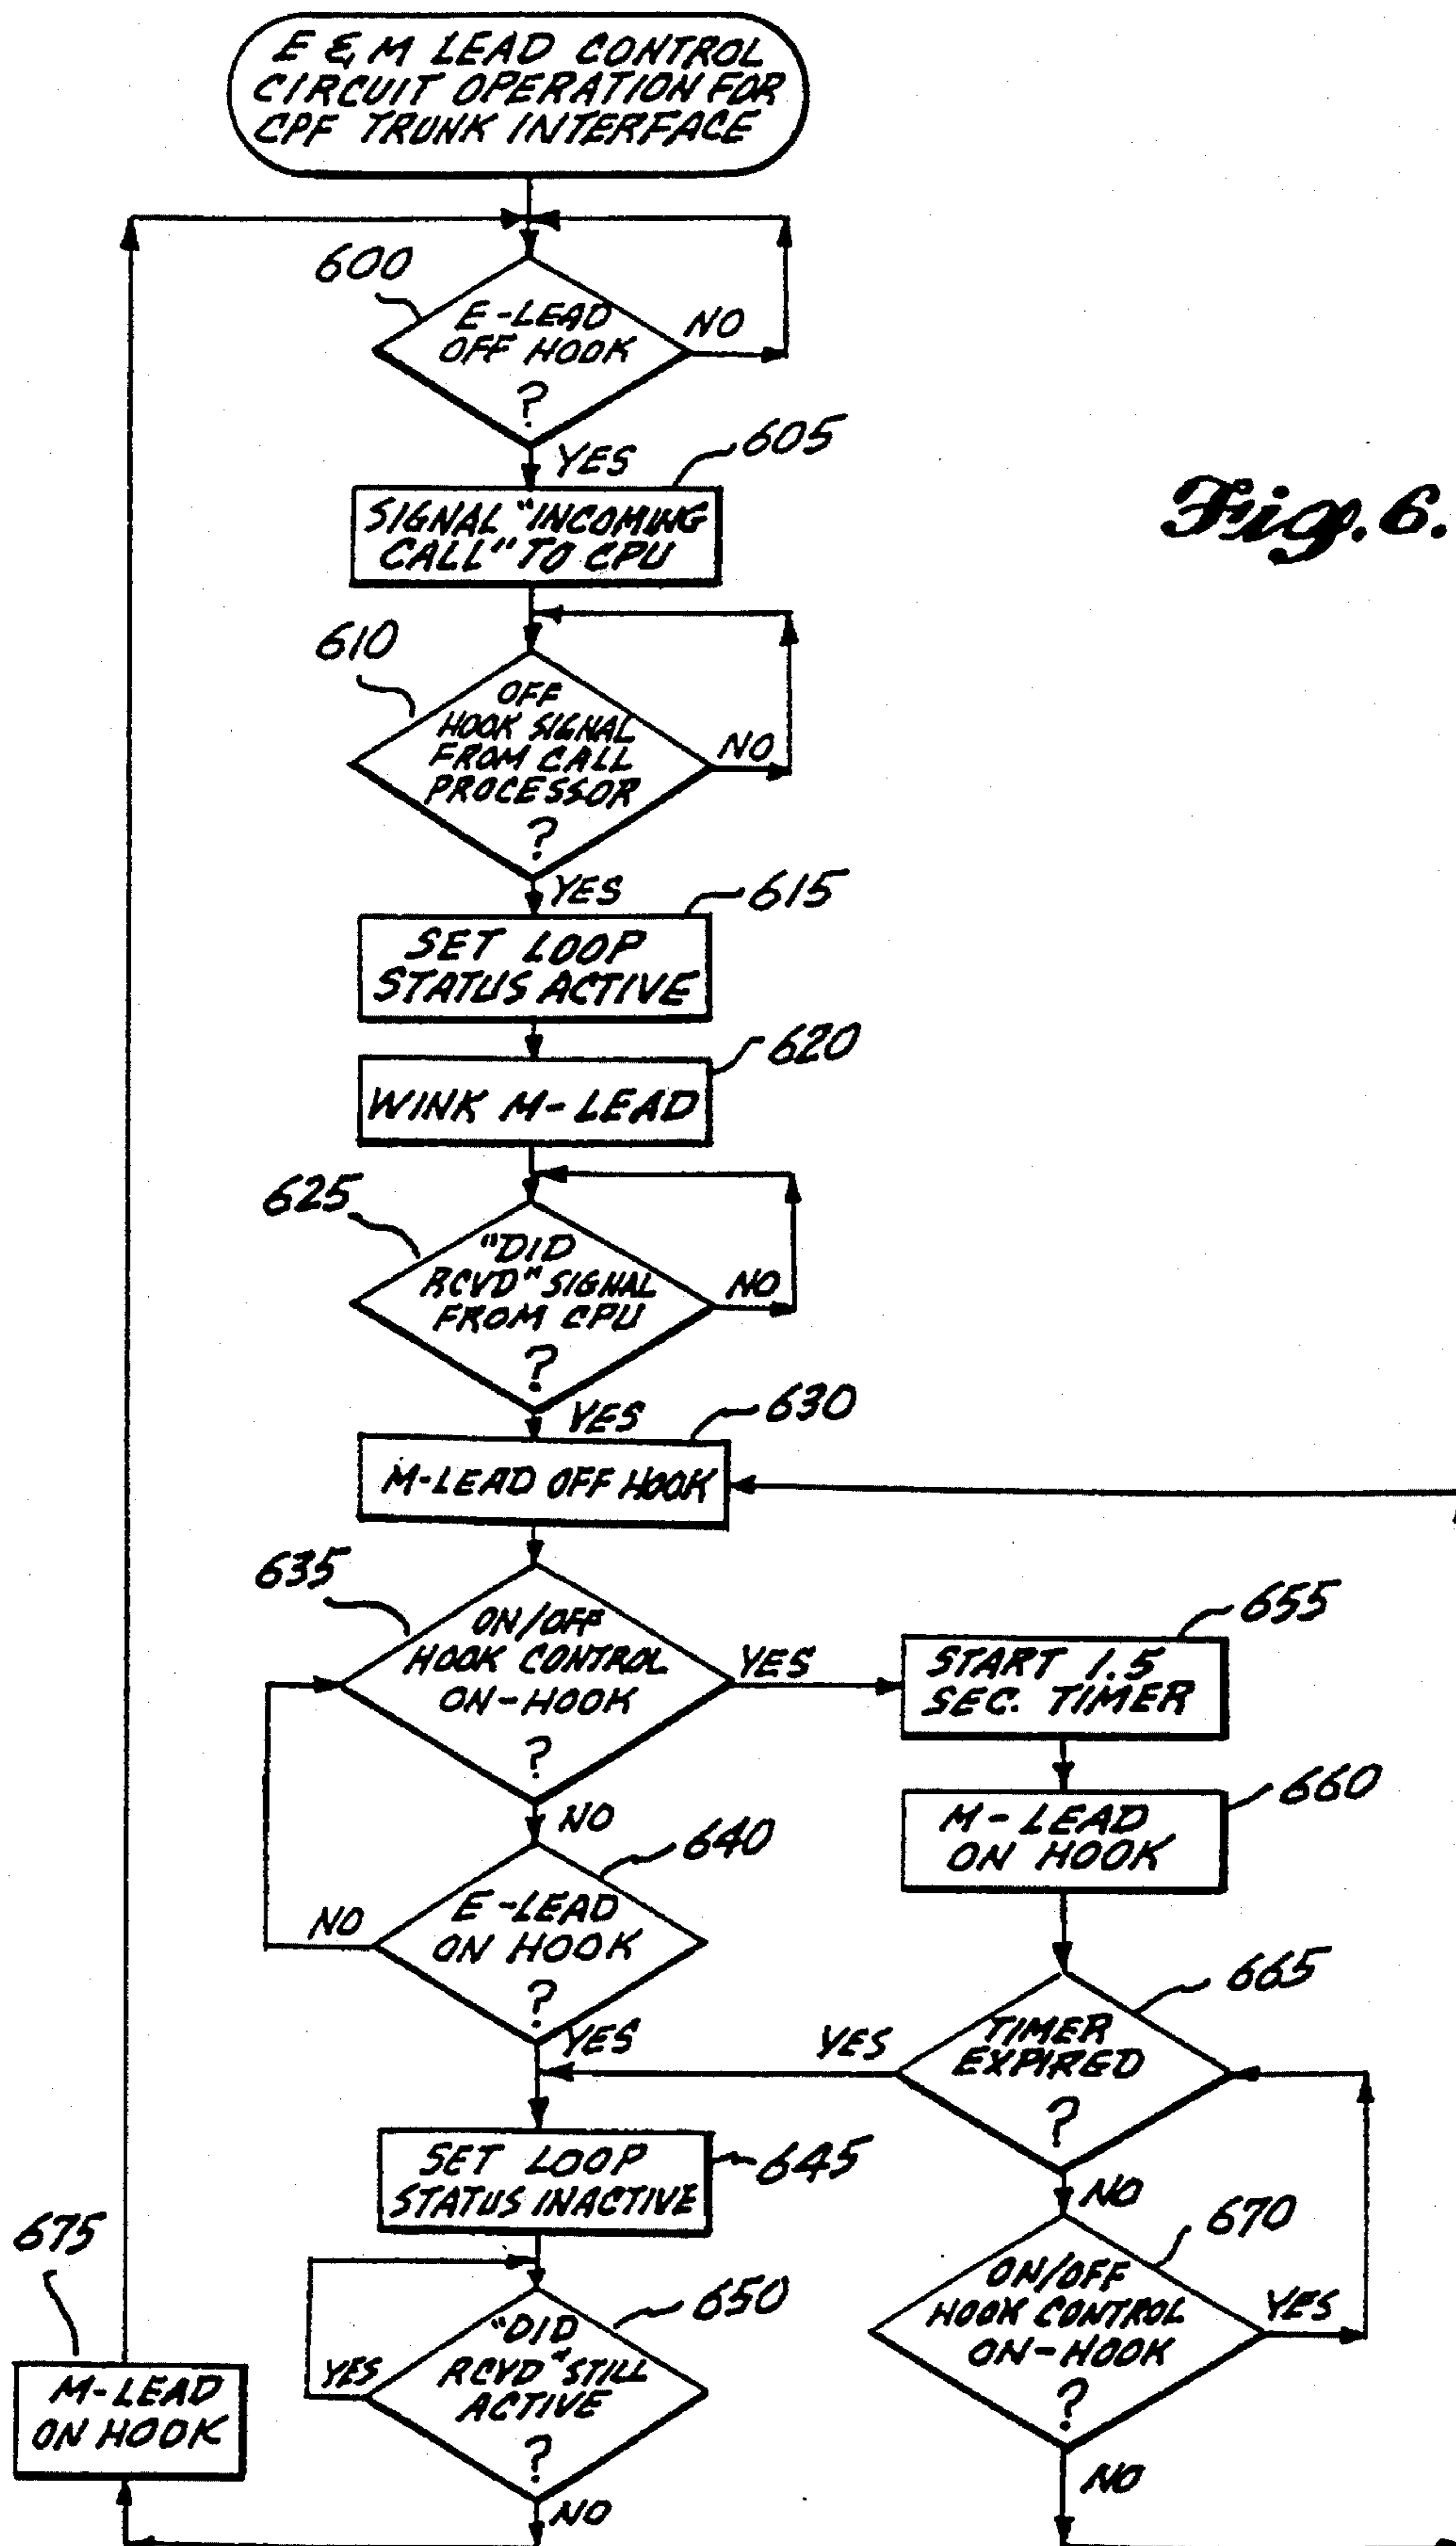 E & M LEAD CONTROL
CIRCUIT OPERATION FOR
CPF TRUNK INTERFACE
600
E-LEAD
OFF HOOK
?
NO
YES
605
SIGNAL "INCOMING
CALL" TO CPU
Fig. 6.
610
OFF
HOOK SIGNAL
FROM CALL
PROCESSOR
?
NO
YES
615
SET LOOP
STATUS ACTIVE
620
WINK M-LEAD
625
"DID
RCVD" SIGNAL
FROM CPU
?
NO
YES
630
M-LEAD OFF HOOK
635
ON/OFF
HOOK CONTROL
ON-HOOK
?
YES
NO
655
START 1.5
SEC. TIMER
660
M-LEAD
ON HOOK
640
E-LEAD
ON HOOK
?
NO
YES
665
TIMER
EXPIRED
?
YES
NO
645
SET LOOP
STATUS INACTIVE
670
ON/OFF
HOOK CONTROL
ON-HOOK
?
YES
NO
650
"DID
RCVD" STILL
ACTIVE
?
YES
NO
675
M-LEAD
ON HOOK